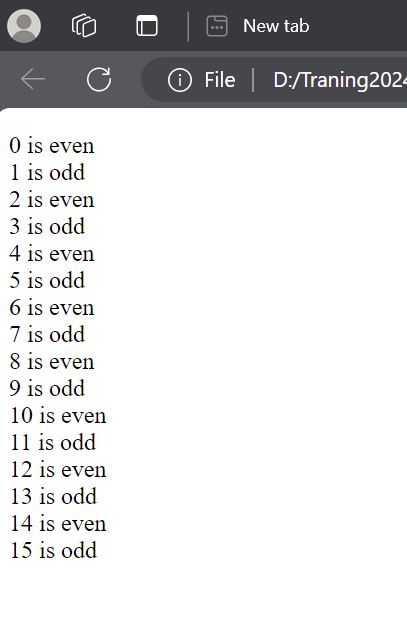 New tab
File | D:/Traning2024
0 is even
1 is odd
2 is even
3 is odd
4 is even
5 is odd
6 is even
7 is odd
8 is even
9 is odd
10 is even
11 is odd
12 is even
13 is odd
14 is even
15 is odd